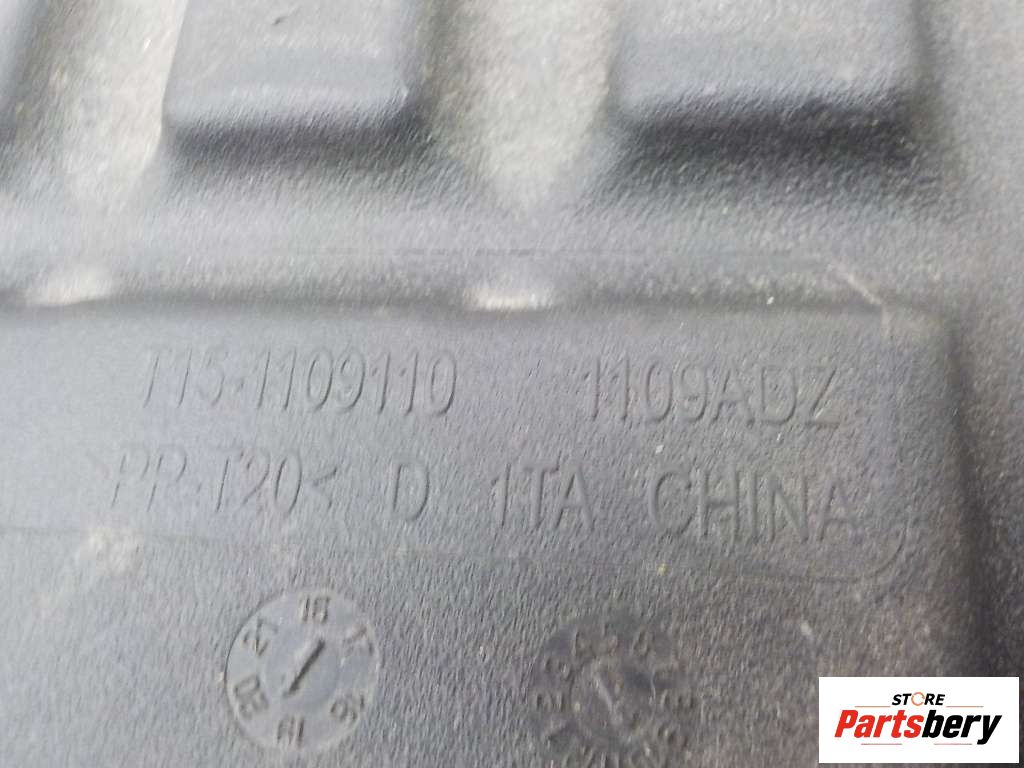 T15-1109110 1109ADZ
>PP-T20< D 1TA CHINA
STORE
Partsbery